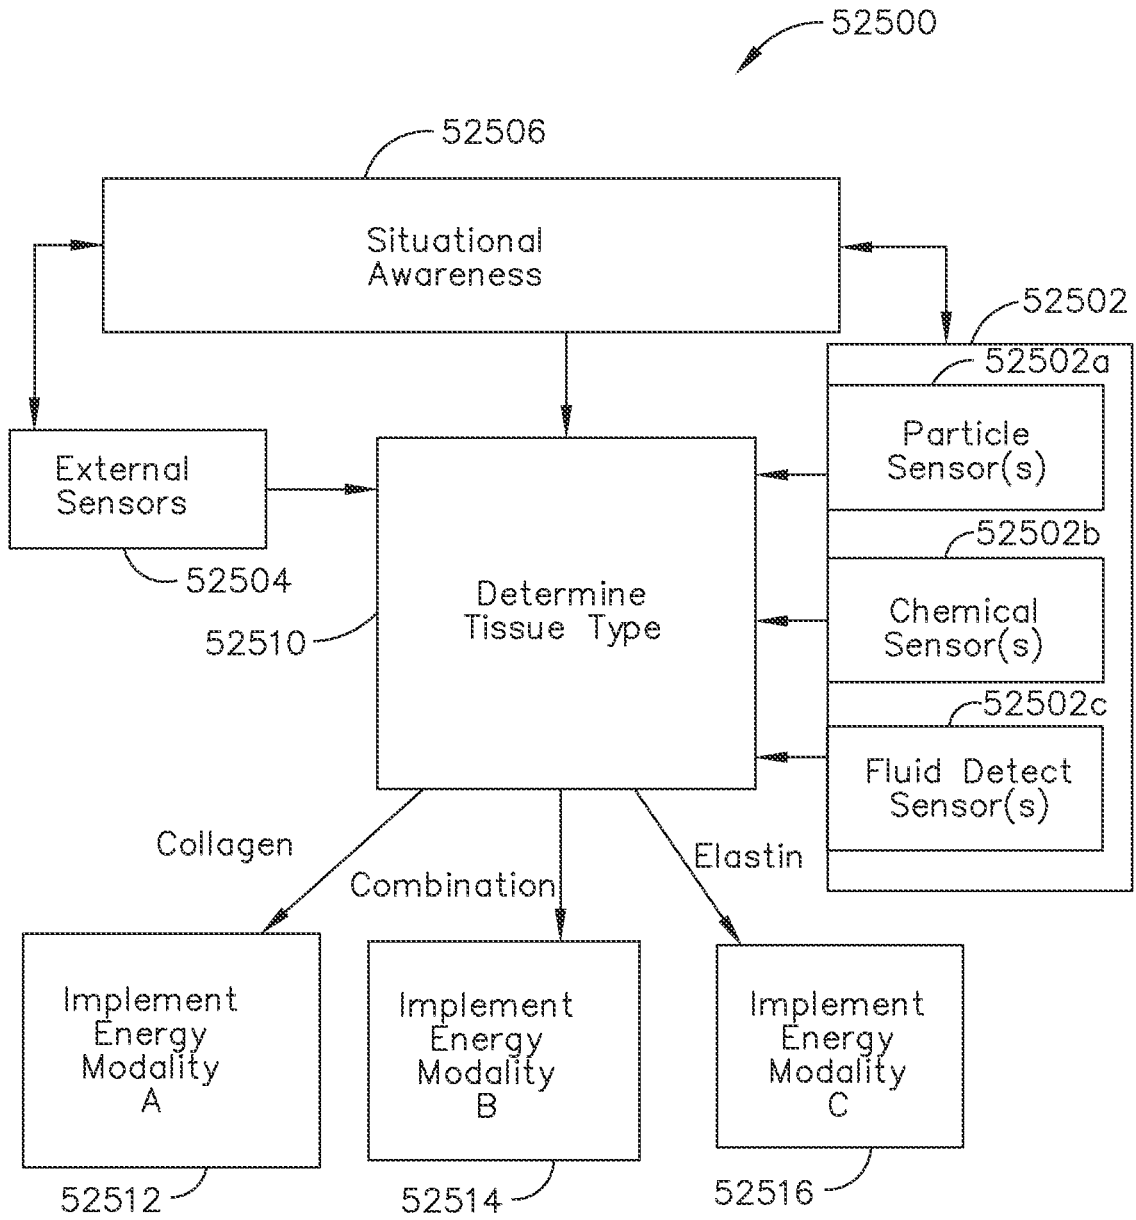 52500
52506
Situational
Awareness
52502
52502a
Particle
Sensor(s)
External
Sensors
52504
52502b
Chemical
Sensor(s)
Determine
Tissue Type
52510
52502c
Fluid Detect
Sensor(s)
Collagen
Combination
Elastin
Implement
Energy
Modality
A
52512
Implement
Energy
Modality
B
52514
Implement
Energy
Modality
C
52516